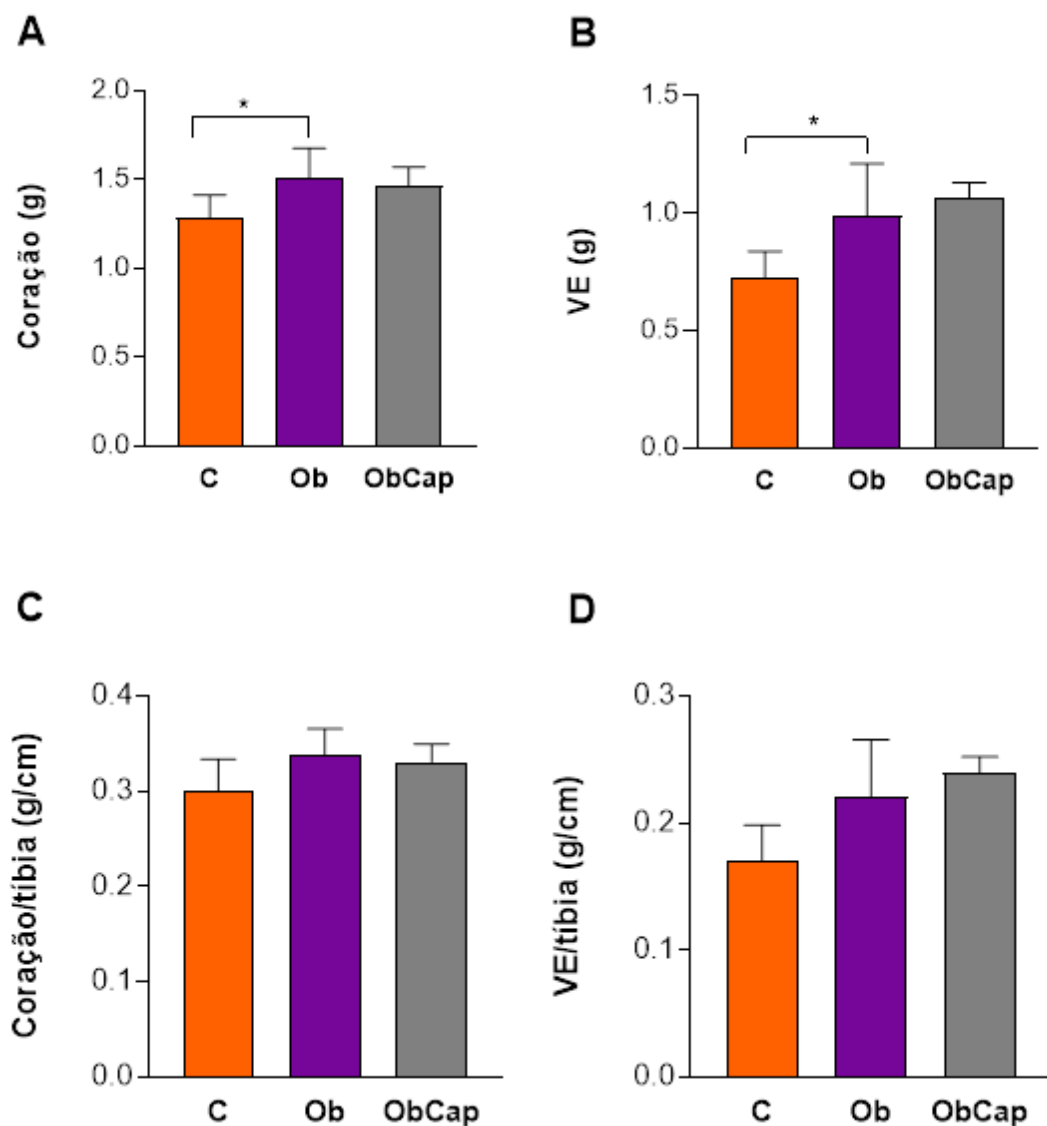 A
Coração (g)
2.0
1.5
1.0
0.5
0.0
*
C Ob ObCap
B
VE (g)
1.5
1.0
0.5
0.0
*
C Ob ObCap
C
Coração/tíbia (g/cm)
0.4
0.3
0.2
0.1
0.0
C Ob ObCap
D
VE/tíbia (g/cm)
0.3
0.2
0.1
0.0
C Ob ObCap